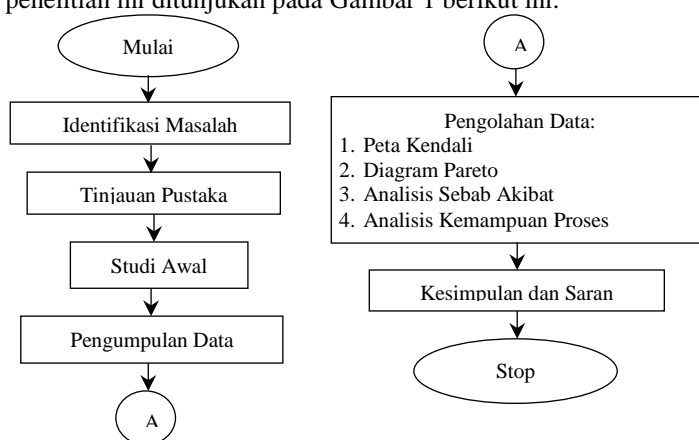 penelitian ini ditunjukan pada Gambar 1 berikut ini.
Mulai
Identifikasi Masalah
Tinjauan Pustaka
Studi Awal
Pengumpulan Data
A
A
Pengolahan Data:
1. Peta Kendali
2. Diagram Pareto
3. Analisis Sebab Akibat
4. Analisis Kemampuan Proses
Kesimpulan dan Saran
Stop